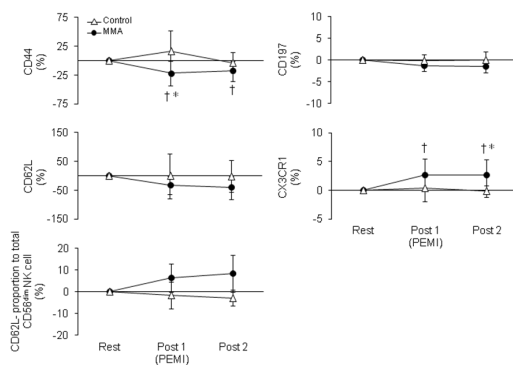 Control
MMA
CD44
(%)
75
25
-25
-75
† *
†
CD197
(%)
10
5
0
-5
-10
CD62L
(%)
150
50
-50
-150
CX3CR1
(%)
10
5
0
-5
†
† *
Rest
Post 1
(PEMI)
Post 2
CD62L- proportion to total
CD56dim NK cell
(%)
20
10
0
-10
-20
Rest
Post 1
(PEMI)
Post 2